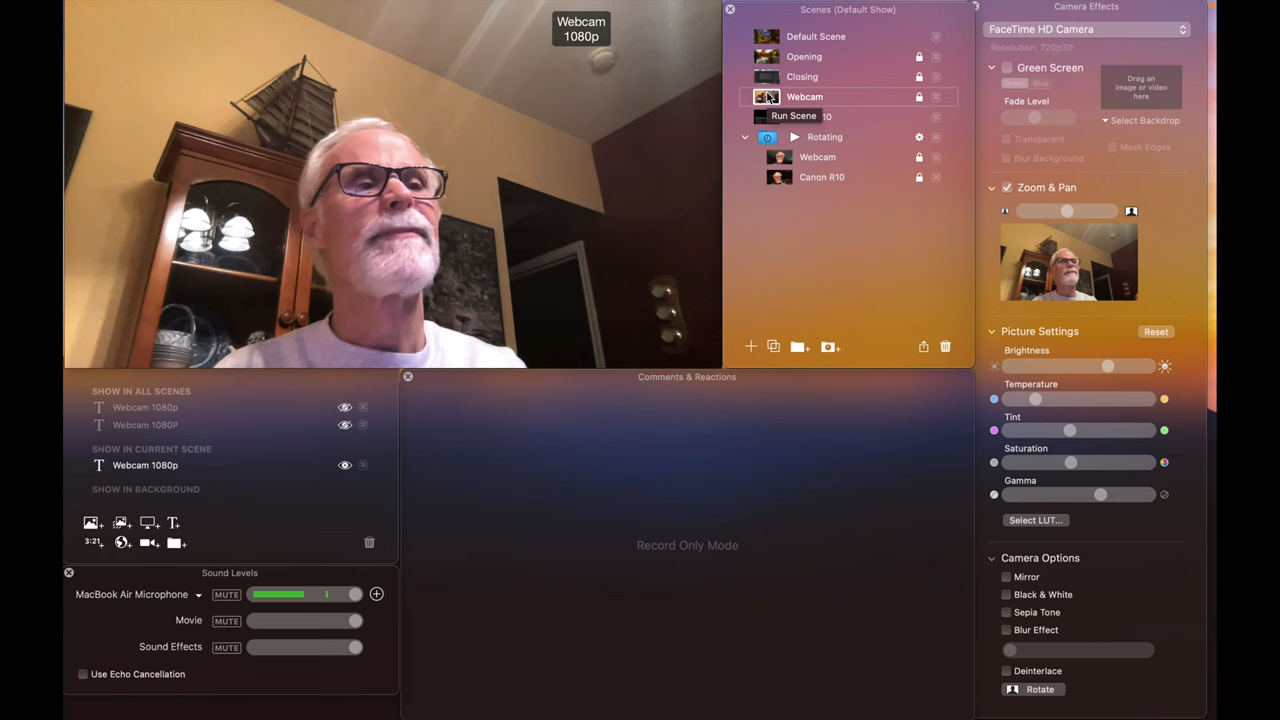 Webcam
1080p
Scenes (Default Show)
Default Scene
Opening
Closing
Webcam
Run Scene
10
Rotating
Webcam
Canon R10
Camera Effects
FaceTime HD Camera
Resolution: 720p30
Green Screen
Green Blue
Drag an
image or video
here
Fade Level
Select Backdrop
Transparent
Mask Edges
Blur Background
Zoom & Pan
Picture Settings
Reset
Brightness
Temperature
Tint
Saturation
Gamma
Select LUT...
Camera Options
Mirror
Black & White
Sepia Tone
Blur Effect
Deinterlace
Rotate
SHOW IN ALL SCENES
Webcam 1080p
Webcam 1080P
SHOW IN CURRENT SCENE
Webcam 1080p
SHOW IN BACKGROUND
T+
3:21+
Sound Levels
MacBook Air Microphone MUTE
Movie MUTE
Sound Effects MUTE
Use Echo Cancellation
Comments & Reactions
Record Only Mode